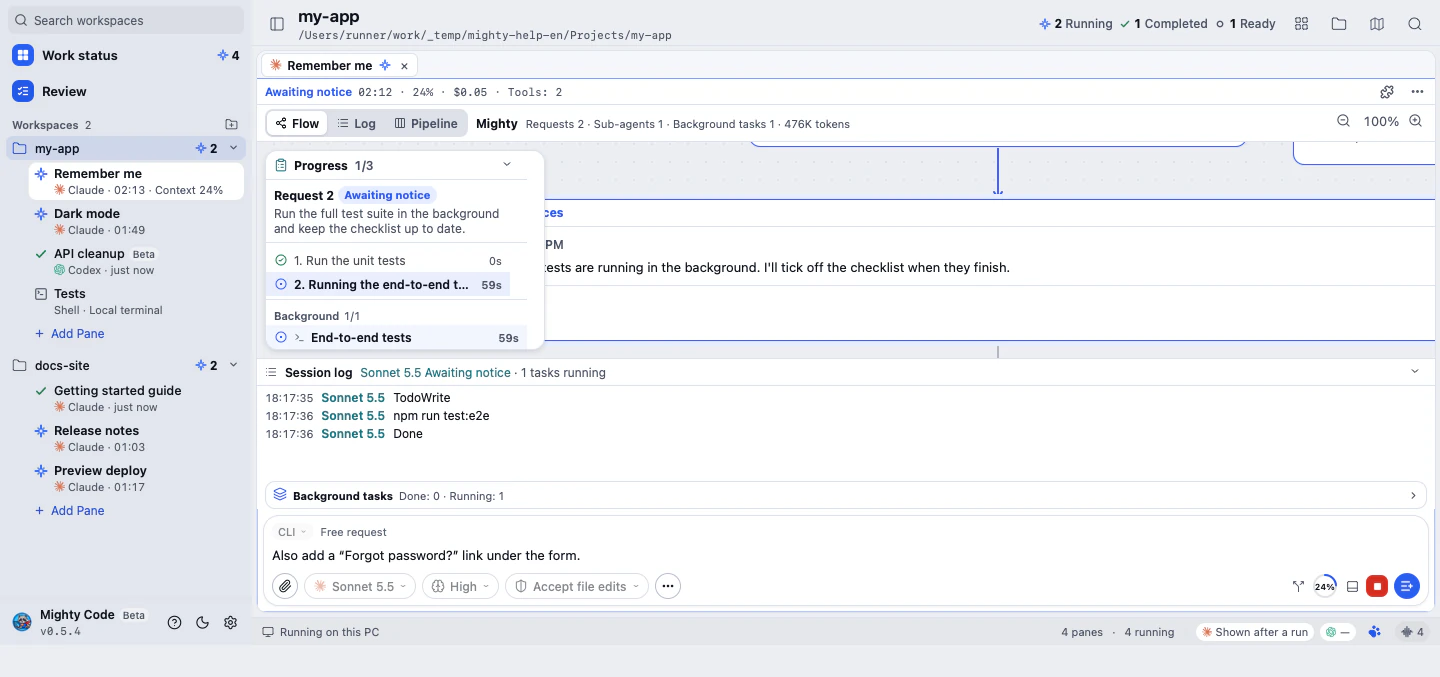 Search workspaces
Work status 4
Review
Workspaces 2
my-app 2
Remember me
Claude · 02:13 · Context 24%
Dark mode
Claude · 01:49
API cleanup Beta
Codex · just now
Tests
Shell · Local terminal
+ Add Pane
docs-site 2
Getting started guide
Claude · just now
Release notes
Claude · 01:03
Preview deploy
Claude · 01:17
+ Add Pane
Mighty Code Beta
v0.5.4
my-app
/Users/runner/work/_temp/mighty-help-en/Projects/my-app
2 Running 1 Completed 1 Ready
Remember me
Awaiting notice 02:12 · 24% · $0.05 · Tools: 2
Flow Log Pipeline Mighty Requests 2 · Sub-agents 1 · Background tasks 1 · 476K tokens 100%
Progress 1/3
Request 2 Awaiting notice
Run the full test suite in the background
and keep the checklist up to date.
1. Run the unit tests 0s
2. Running the end-to-end t... 59s
Background 1/1
End-to-end tests 59s
ces
PM
tests are running in the background. I'll tick off the checklist when they finish.
Session log Sonnet 5.5 Awaiting notice · 1 tasks running
18:17:35 Sonnet 5.5 TodoWrite
18:17:36 Sonnet 5.5 npm run test:e2e
18:17:36 Sonnet 5.5 Done
Background tasks Done: 0 · Running: 1
CLI Free request
Also add a “Forgot password?” link under the form.
Sonnet 5.5 High Accept file edits 24%
Running on this PC 4 panes · 4 running Shown after a run — 4